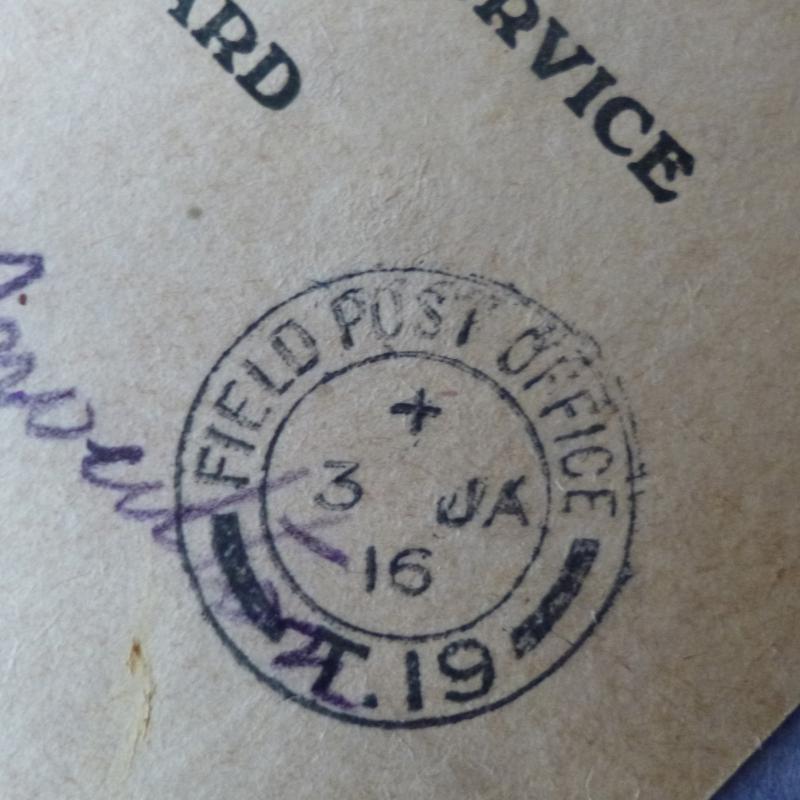 ARD
RVICE
FIELD POST OFFICE
+
3 JA
16
T.19